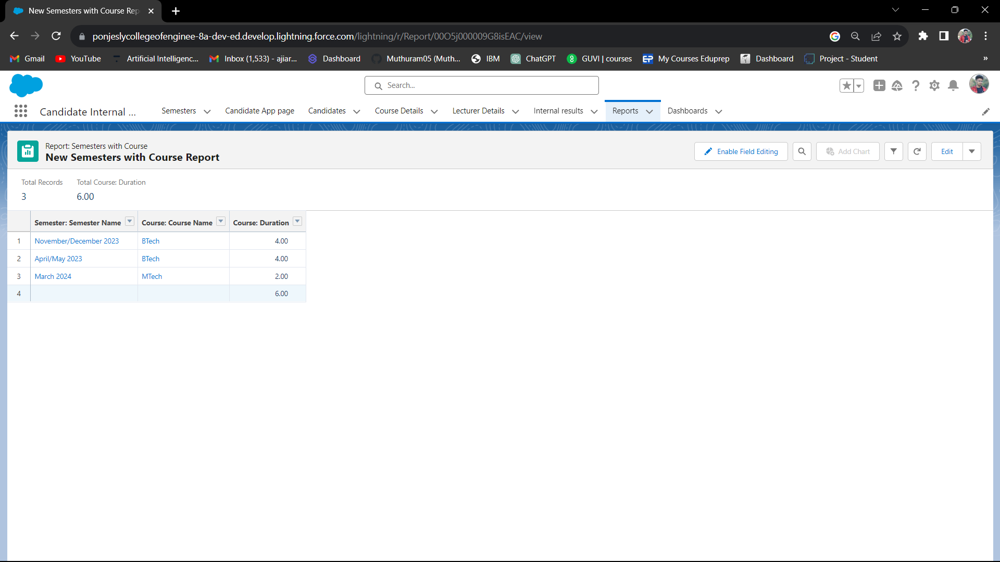 New Semesters with Course Rep
ponjeslycollegeofenginee-8a-dev-ed.develop.lightning.force.com/lightning/r/Report/00O5j000009G8isEAC/view
Gmail YouTube Artificial Intelligenc... Inbox (1,533) - ajiar... Dashboard Muthuram05 (Muth... IBM ChatGPT GUVI | courses My Courses Eduprep Dashboard Project - Student »
Search...
Candidate Internal ... Semesters Candidate App page Candidates Course Details Lecturer Details Internal results Reports Dashboards
Report: Semesters with Course
New Semesters with Course Report
Enable Field Editing Add Chart Edit
Total Records Total Course: Duration
3 6.00
Semester: Semester Name Course: Course Name Course: Duration
1 November/December 2023 BTech 4.00
2 April/May 2023 BTech 4.00
3 March 2024 MTech 2.00
4 6.00